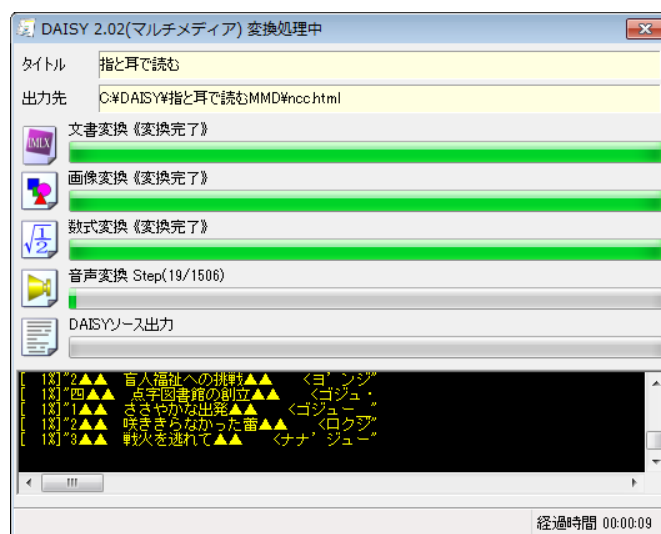 DAISY 2.02(マルチメディア) 変換処理中
タイトル 指と耳で読む
出力先 C:¥DAISY¥指と耳で読むMMD¥ncc.html
IMLX 文書変換 《変換完了》
画像変換 《変換完了》
√1/2 数式変換 《変換完了》
音声変換 Step(19/1506)
DAISYソース出力
[ 1%]"2▲▲ 盲人福祉への挑戦▲▲ <ヨ'ンジ"
[ 1%]"四▲▲ 点字図書館の創立▲▲ <ゴジュ・
[ 1%]"1▲▲ ささやかな出発▲▲ <ゴジュー_"
[ 1%]"2▲▲ 咲ききらなかった蕾▲▲ <ロクジ"
[ 1%]"3▲▲ 戦火を逃れて▲▲ <ナナ'ジュー"
経過時間 00:00:09